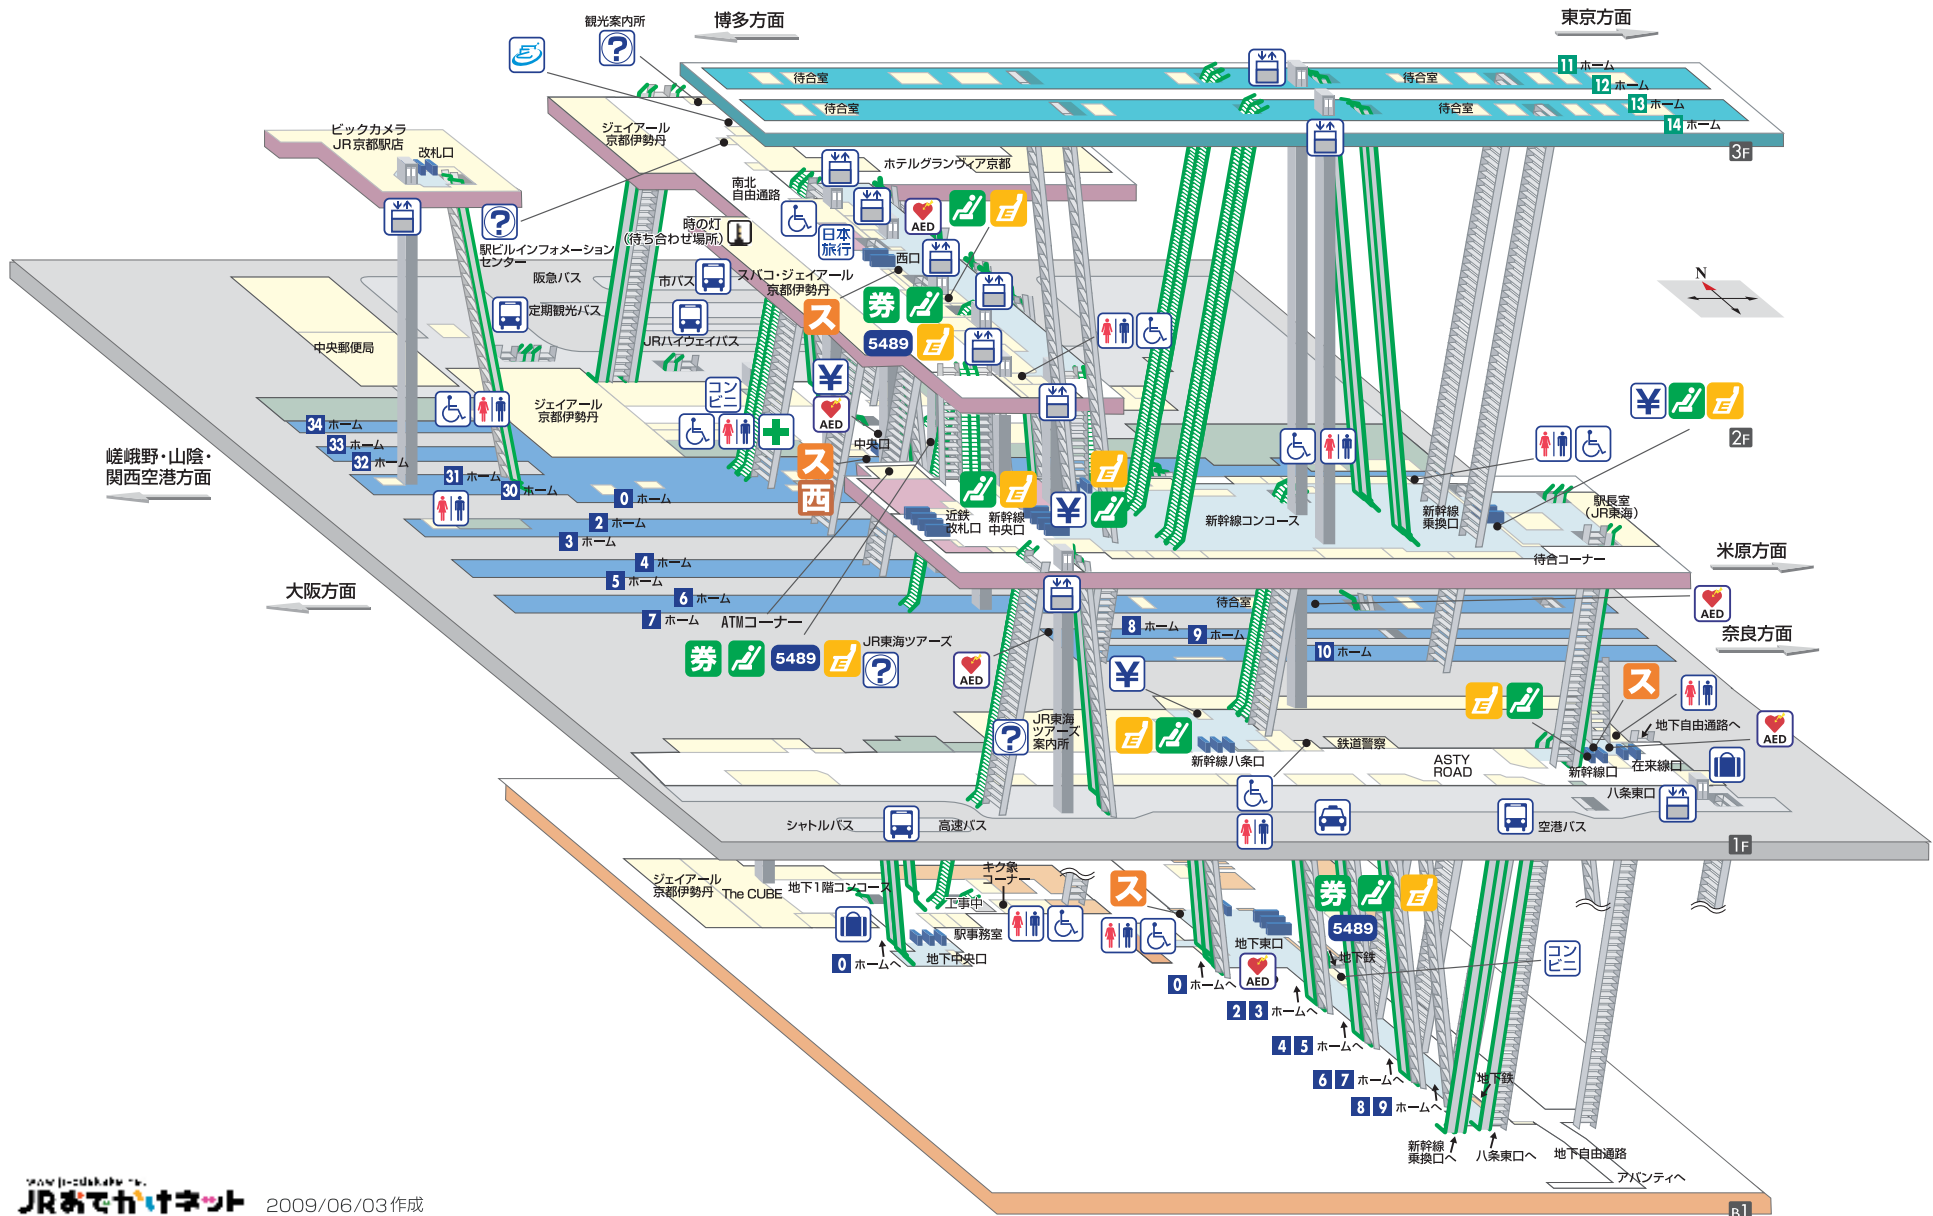 観光案内所
博多方面
東京方面
待合室
待合室
11 ホーム
12 ホーム
待合室
待合室
13 ホーム
14 ホーム
3F
ビックカメラ
JR京都駅店
改札口
ジェイアール
京都伊勢丹
ホテルグランヴィア京都
南北
自由通路
時の灯
(待ち合わせ場所)
日本
旅行
AED
西口
駅ビルインフォメーション
センター
阪急バス
市バス
スバコ・ジェイアール
京都伊勢丹
定期観光バス
JRハイウェイバス
ス
券
5489
N
中央郵便局
コン
ビニ
ジェイアール
京都伊勢丹
AED
中央口
ス
西
34 ホーム
33 ホーム
32 ホーム
31 ホーム
30 ホーム
0 ホーム
2 ホーム
3 ホーム
4 ホーム
5 ホーム
6 ホーム
7 ホーム
嵯峨野・山陰・
関西空港方面
大阪方面
2F
近鉄
改札口
新幹線
中央口
新幹線コンコース
新幹線
乗換口
駅長室
(JR東海)
待合コーナー
米原方面
待合室
AED
奈良方面
ATMコーナー
券
5489
JR東海ツアーズ
AED
8 ホーム
9 ホーム
10 ホーム
JR東海
ツアーズ
案内所
新幹線八条口
鉄道警察
ASTY
ROAD
ス
地下自由通路へ
AED
新幹線口
在来線口
八条東口
シャトルバス
高速バス
空港バス
1F
ジェイアール
京都伊勢丹
The CUBE
地下1階コンコース
キク象
コーナー
工事中
駅事務室
地下中央口
0 ホームへ
ス
券
5489
地下東口
地下鉄
コン
ビニ
AED
0 ホームへ
2 3 ホームへ
4 5 ホームへ
6 7 ホームへ
8 9 ホームへ
地下鉄
新幹線
乗換口へ
八条東口へ
地下自由通路
アバンティへ
B1
JRおでかけネット
2009/06/03作成